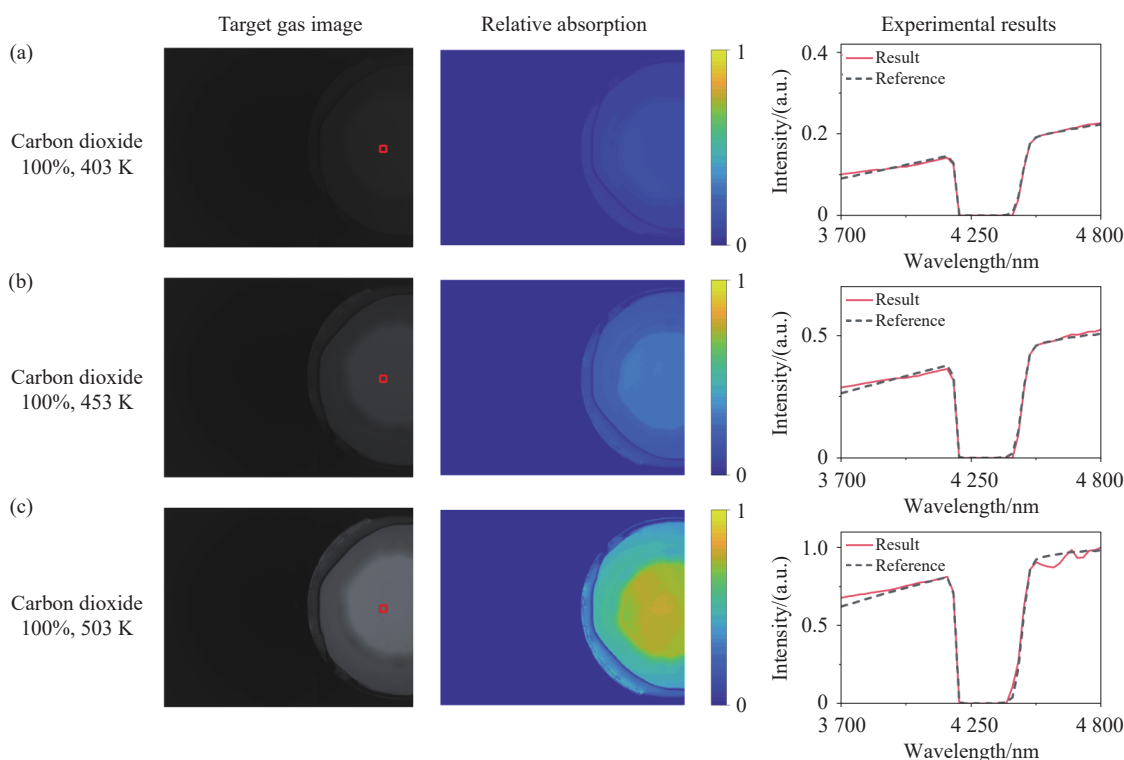 Target gas image
Relative absorption
Experimental results
(a)
Carbon dioxide
100%, 403 K
1
0
0.4
0.2
0
Intensity/(a.u.)
Result
Reference
3 700
4 250
4 800
Wavelength/nm
(b)
Carbon dioxide
100%, 453 K
1
0
0.5
0
Intensity/(a.u.)
Result
Reference
3 700
4 250
4 800
Wavelength/nm
(c)
Carbon dioxide
100%, 503 K
1
0
1.0
0.5
0
Intensity/(a.u.)
Result
Reference
3 700
4 250
4 800
Wavelength/nm